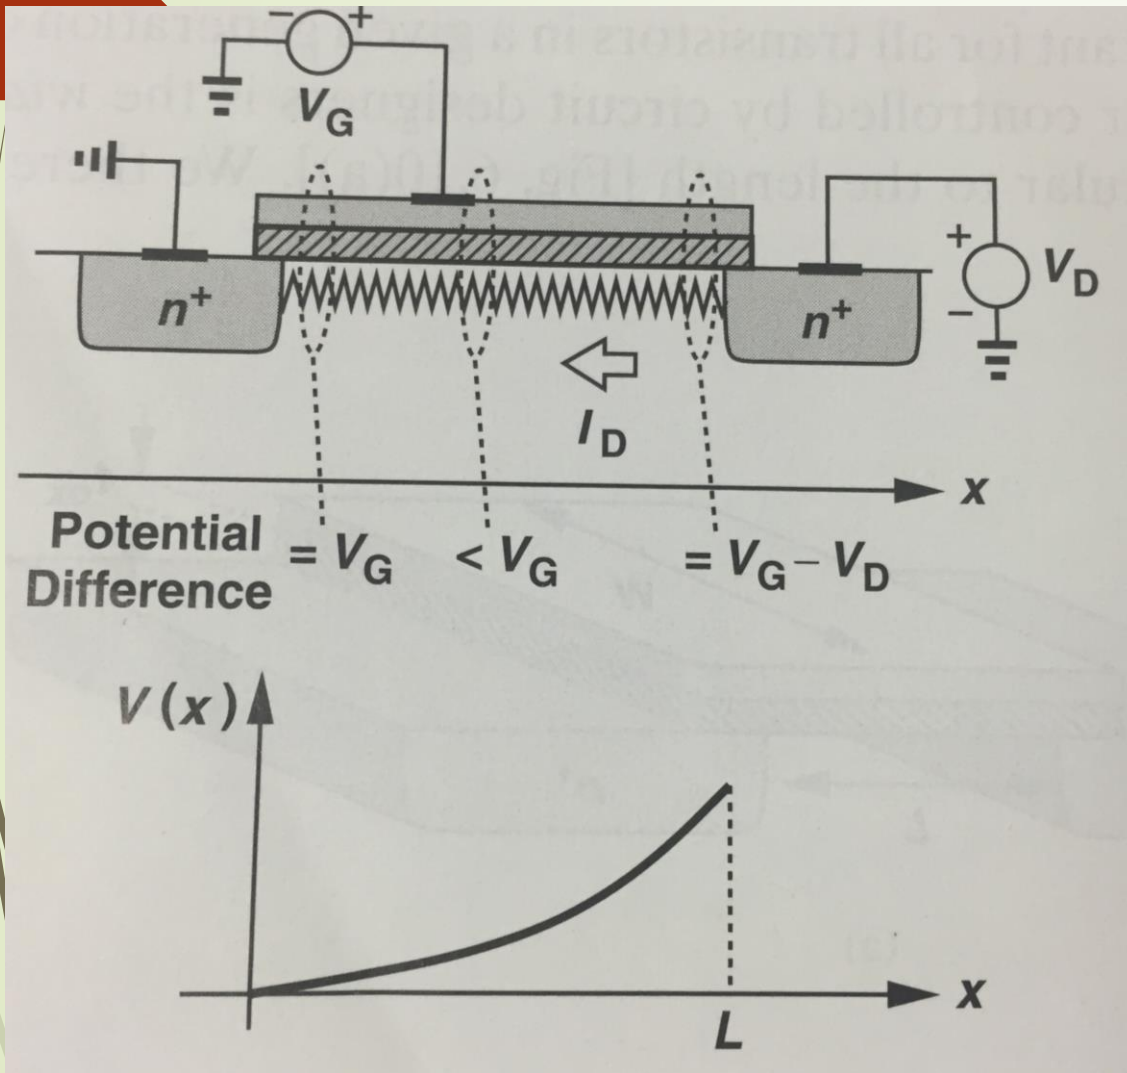 V_G
− +
n⁺
n⁺
+
−
V_D
I_D
x
Potential Difference
= V_G
< V_G
= V_G − V_D
V (x)
x
L